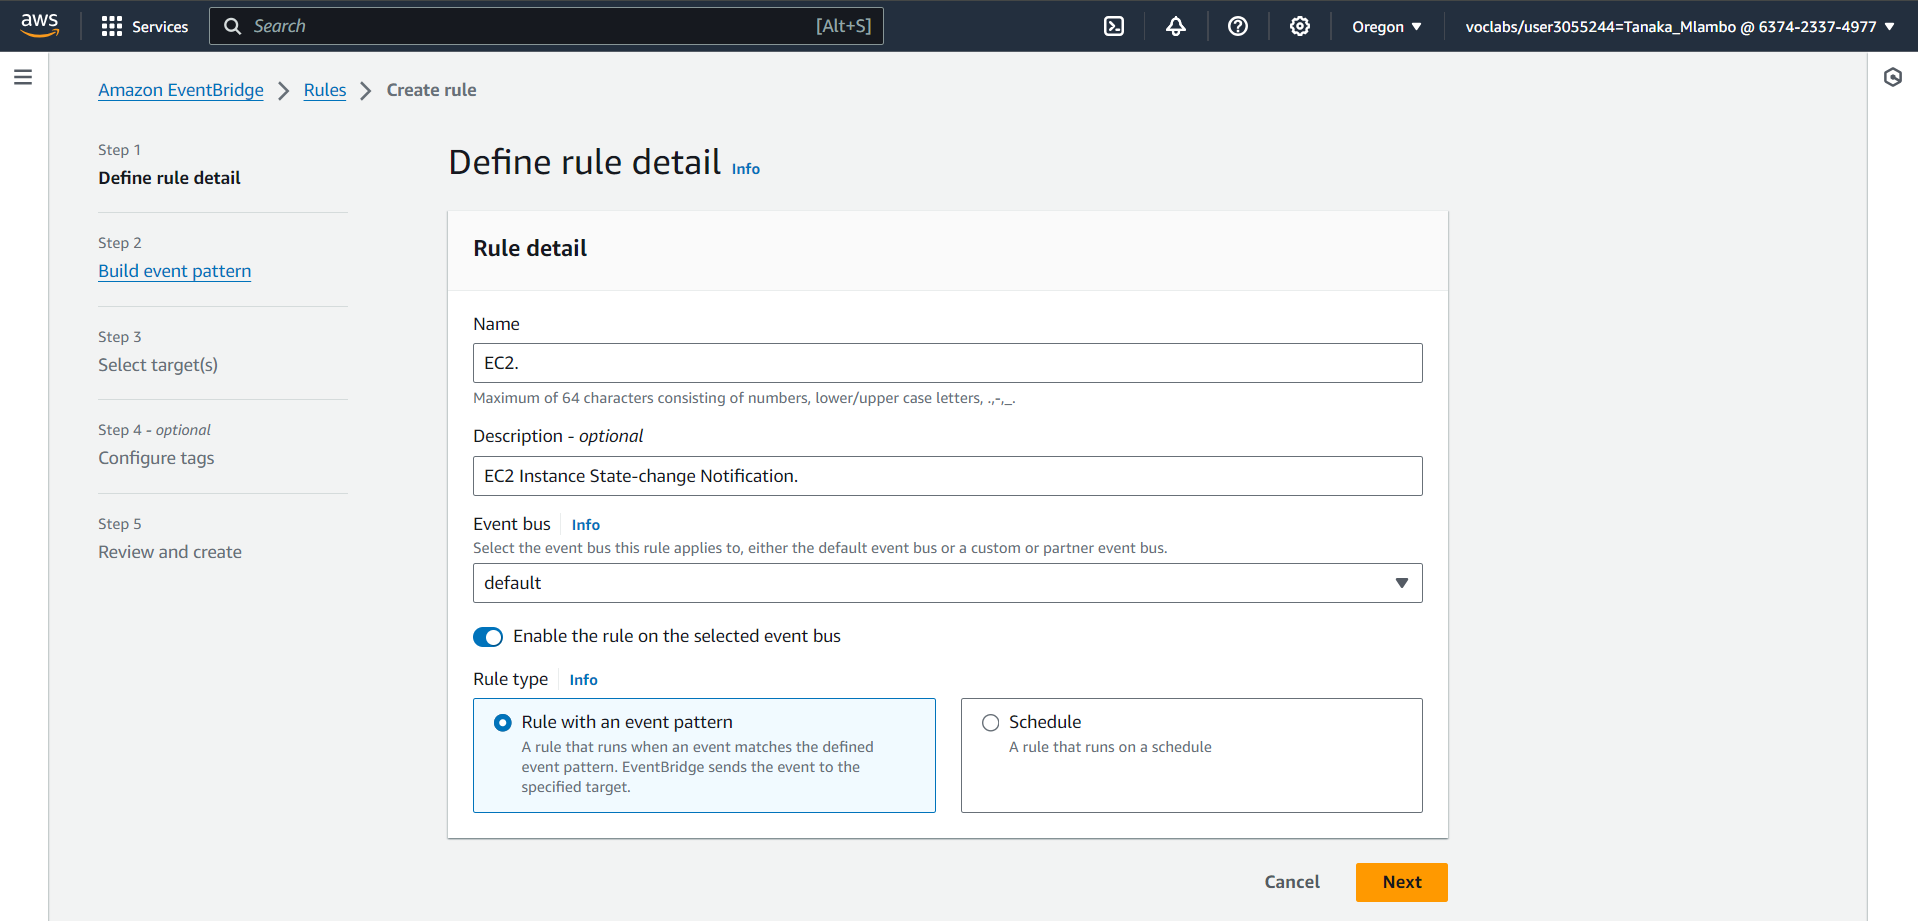 aws Services Search [Alt+S] Oregon voclabs/user3055244=Tanaka_Mlambo @ 6374-2337-4977
Amazon EventBridge Rules Create rule
Step 1
Define rule detail
Step 2
Build event pattern
Step 3
Select target(s)
Step 4 - optional
Configure tags
Step 5
Review and create
Define rule detail Info
Rule detail
Name
EC2.
Maximum of 64 characters consisting of numbers, lower/upper case letters, .,-,_.
Description - optional
EC2 Instance State-change Notification.
Event bus Info
Select the event bus this rule applies to, either the default event bus or a custom or partner event bus.
default
Enable the rule on the selected event bus
Rule type Info
Rule with an event pattern
A rule that runs when an event matches the defined
event pattern. EventBridge sends the event to the
specified target.
Schedule
A rule that runs on a schedule
Cancel Next